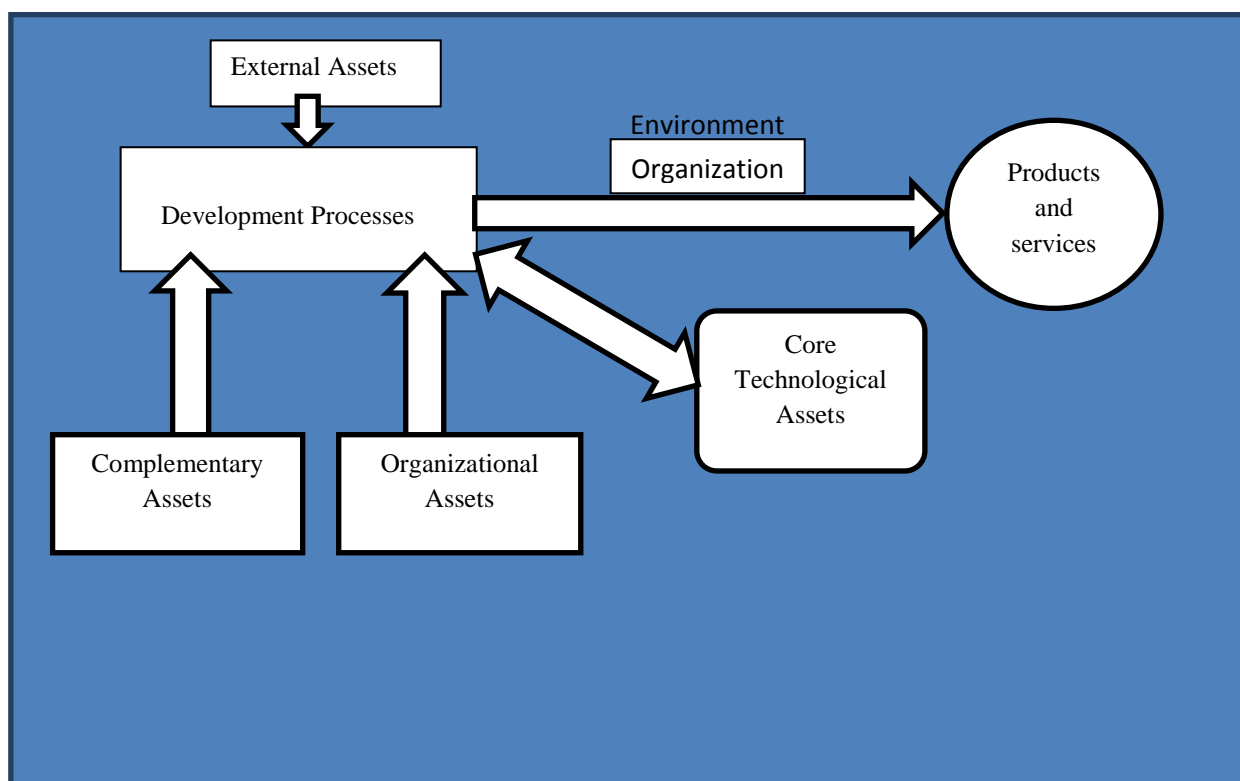 External Assets
Environment
Organization
Development Processes
Products
and
services
Core
Technological
Assets
Complementary
Assets
Organizational
Assets